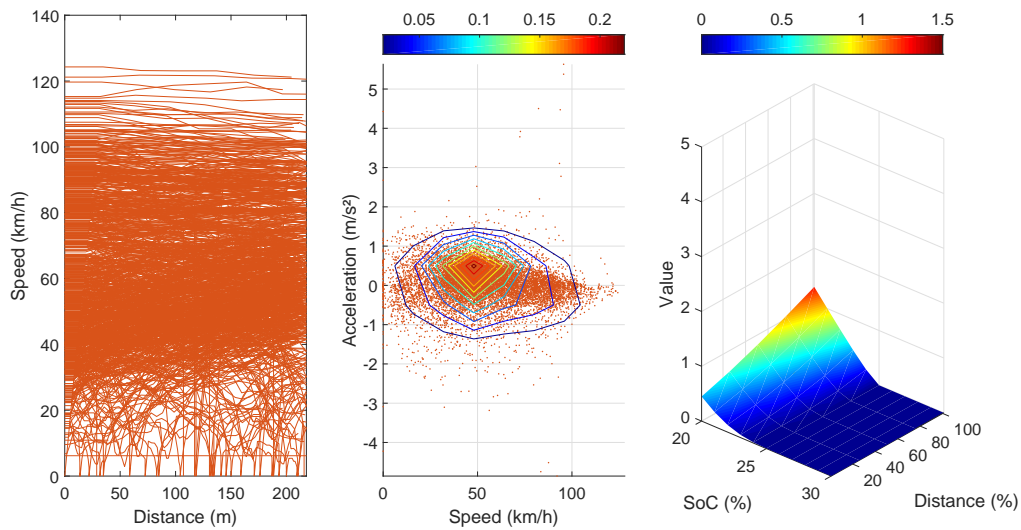 140
120
100
80
60
40
20
0
Speed (km/h)
0 50 100 150 200
Distance (m)
0.05 0.1 0.15 0.2
5
4
3
2
1
0
-1
-2
-3
-4
Acceleration (m/s²)
0 50 100
Speed (km/h)
0 0.5 1 1.5
5
4
3
2
1
0
Value
20
25
30
SoC (%)
20
40
60
80
100
Distance (%)